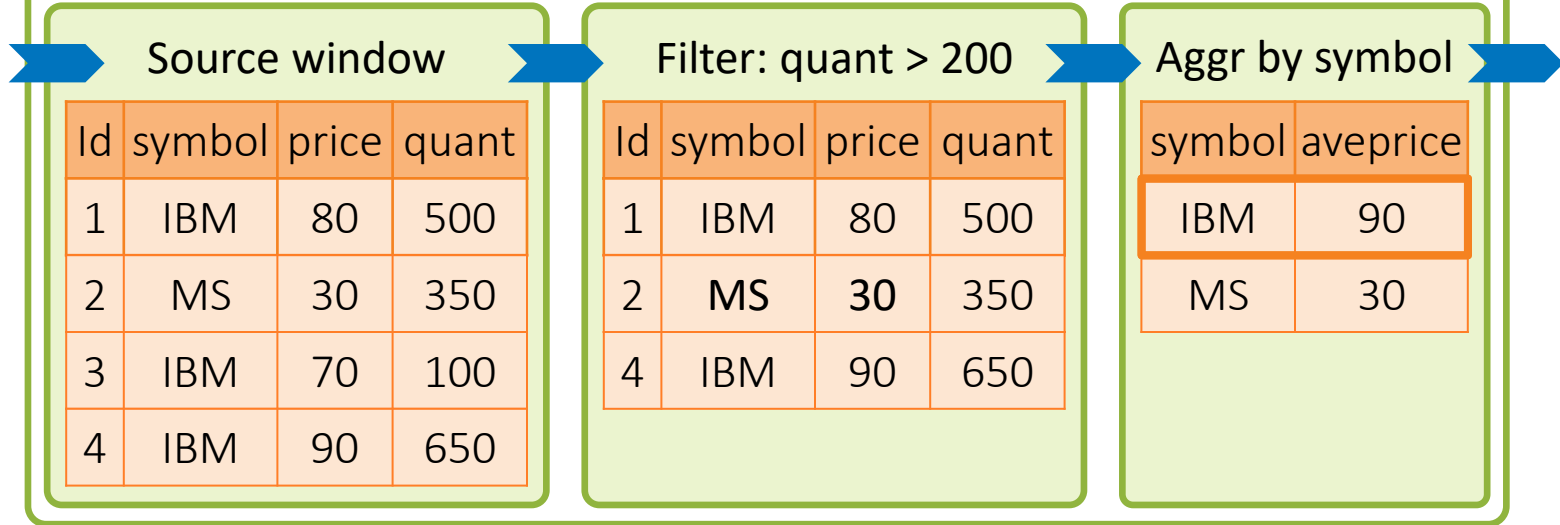 Source window
Id symbol price quant
1 IBM 80 500
2 MS 30 350
3 IBM 70 100
4 IBM 90 650
Filter: quant > 200
Id symbol price quant
1 IBM 80 500
2 MS 30 350
4 IBM 90 650
Aggr by symbol
symbol aveprice
IBM 90
MS 30